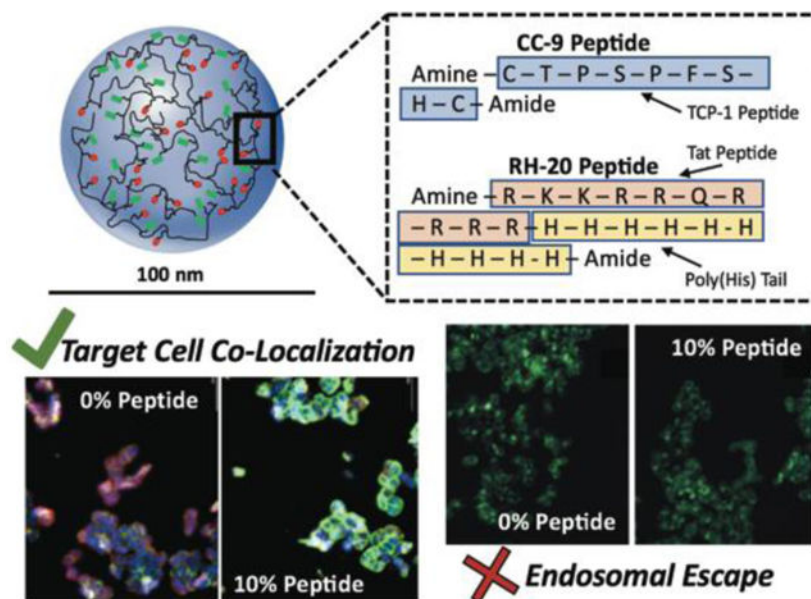 CC-9 Peptide
Amine – C – T – P – S – P – F – S –
H – C – Amide
TCP-1 Peptide
Tat Peptide
RH-20 Peptide
Amine – R – K – K – R – R – Q – R
– R – R – R – H – H – H – H – H - H
– H – H – H - H – Amide
Poly(His) Tail
100 nm
Target Cell Co-Localization
0% Peptide
10% Peptide
10% Peptide
0% Peptide
Endosomal Escape